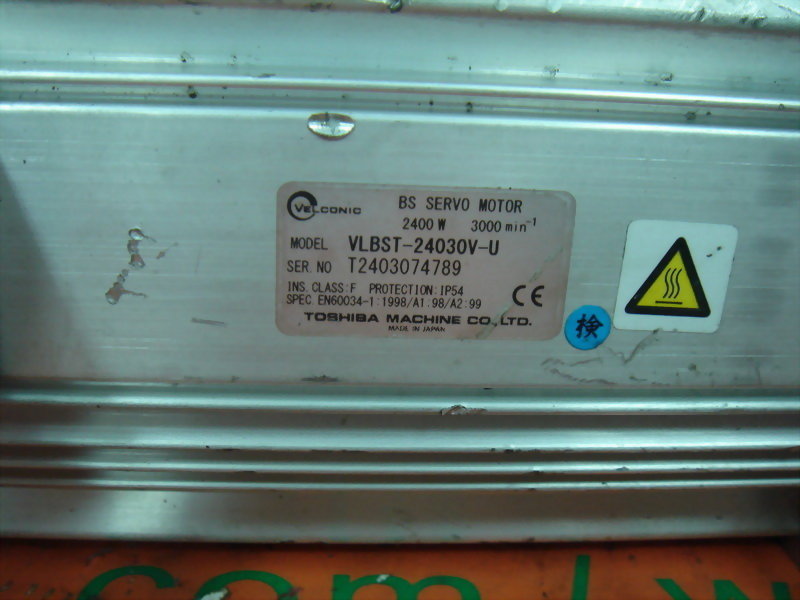 VELCONIC
BS SERVO MOTOR
2400 W 3000 min-1
MODEL VLBST-24030V-U
SER. NO T2403074789
INS. CLASS:F PROTECTION:IP54
SPEC. EN60034-1:1998/A1:98/A2:99
CE
TOSHIBA MACHINE CO., LTD.
MADE IN JAPAN
検
.com / w